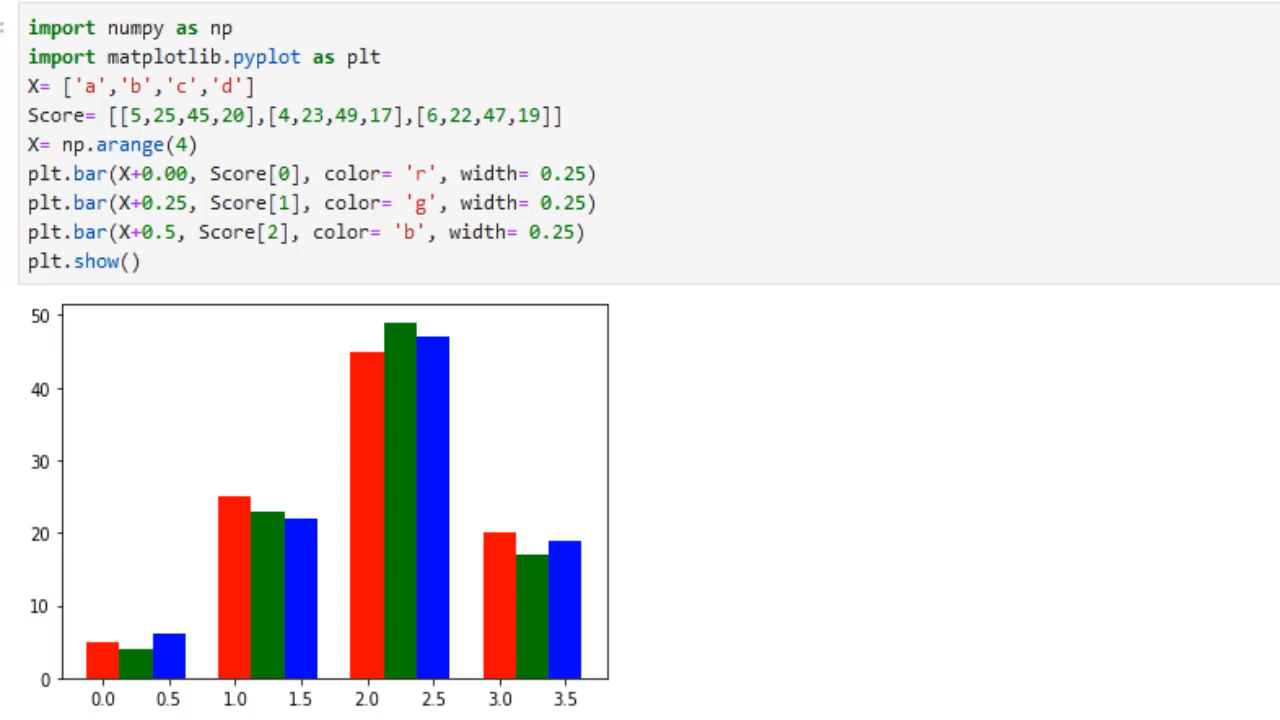 import numpy as np
import matplotlib.pyplot as plt
X= ['a','b','c','d']
Score= [[5,25,45,20],[4,23,49,17],[6,22,47,19]]
X= np.arange(4)
plt.bar(X+0.00, Score[0], color= 'r', width= 0.25)
plt.bar(X+0.25, Score[1], color= 'g', width= 0.25)
plt.bar(X+0.5, Score[2], color= 'b', width= 0.25)
plt.show()
50
40
30
20
10
0
0.0 0.5 1.0 1.5 2.0 2.5 3.0 3.5